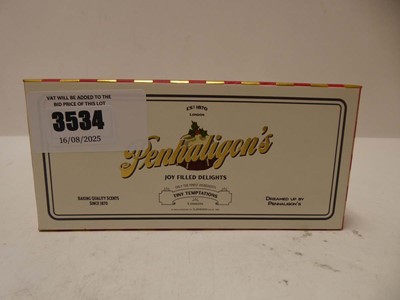 VAT WILL BE ADDED TO THE
BID PRICE OF THIS LOT
3534
16/08/2025
EST 1870
LONDON
Penhaligon's
JOY FILLED DELIGHTS
TINY TEMPTATIONS
RARING QUALITY SCENTS
SINCE 1870
DREAMED UP BY
PENHALIGON'S